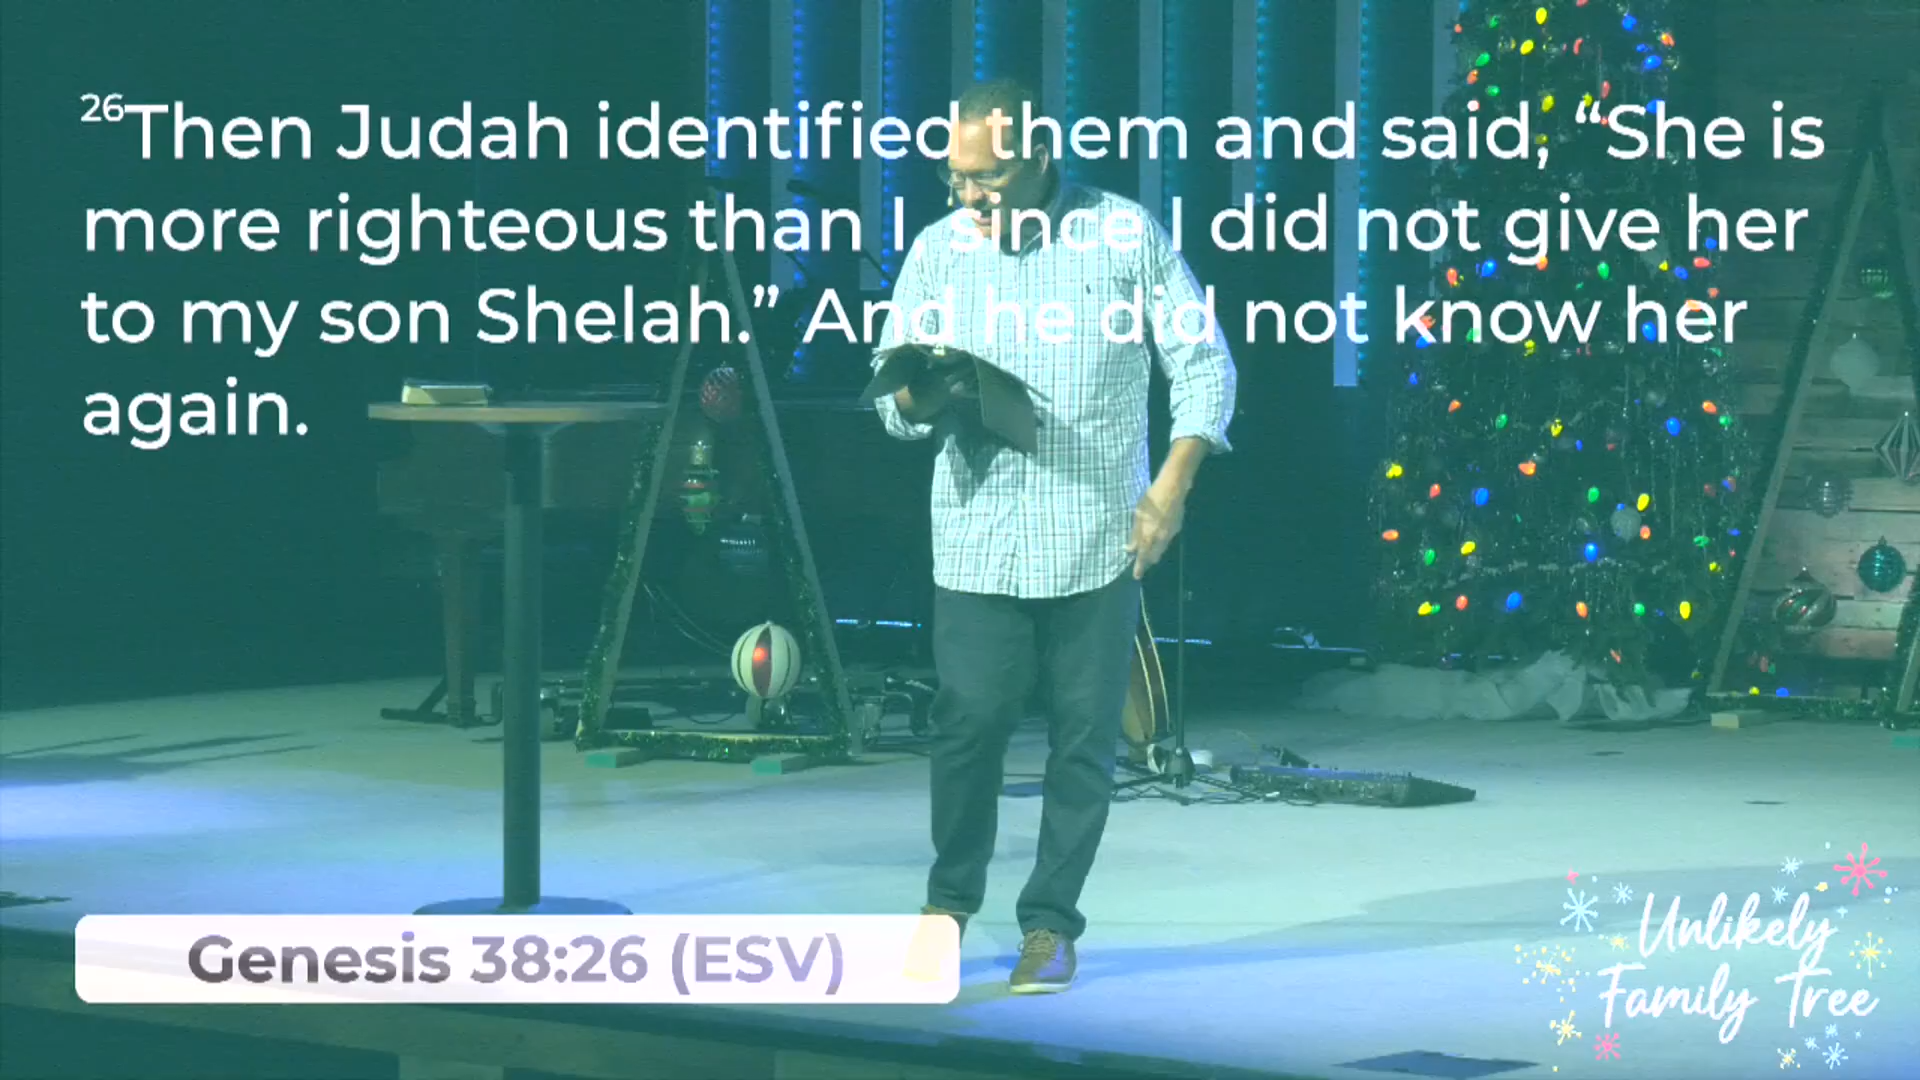 26Then Judah identified them and said, “She is
more righteous than I, since I did not give her
to my son Shelah.” And he did not know her
again.
Genesis 38:26 (ESV)
Unlikely
Family Tree